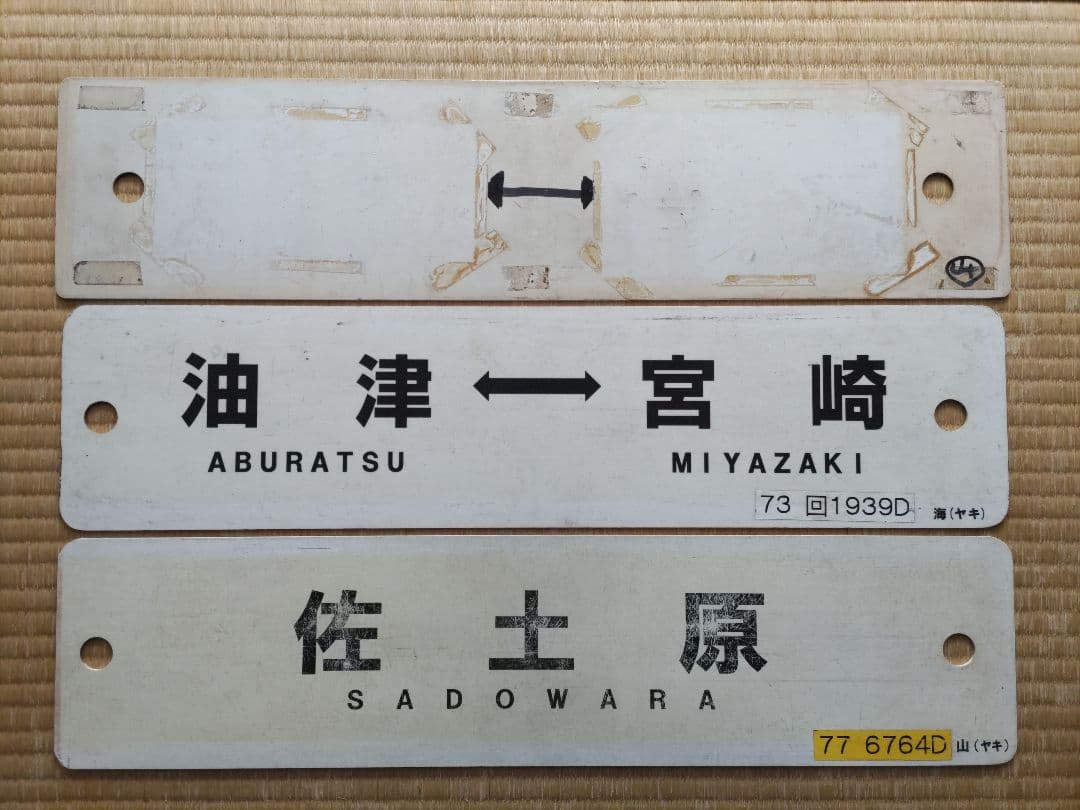 油津⟷宮崎
ABURATSU MIYAZAKI
73 回1939D 海(ヤキ)
佐土原
SADOWARA
77 6764D 山(ヤキ)